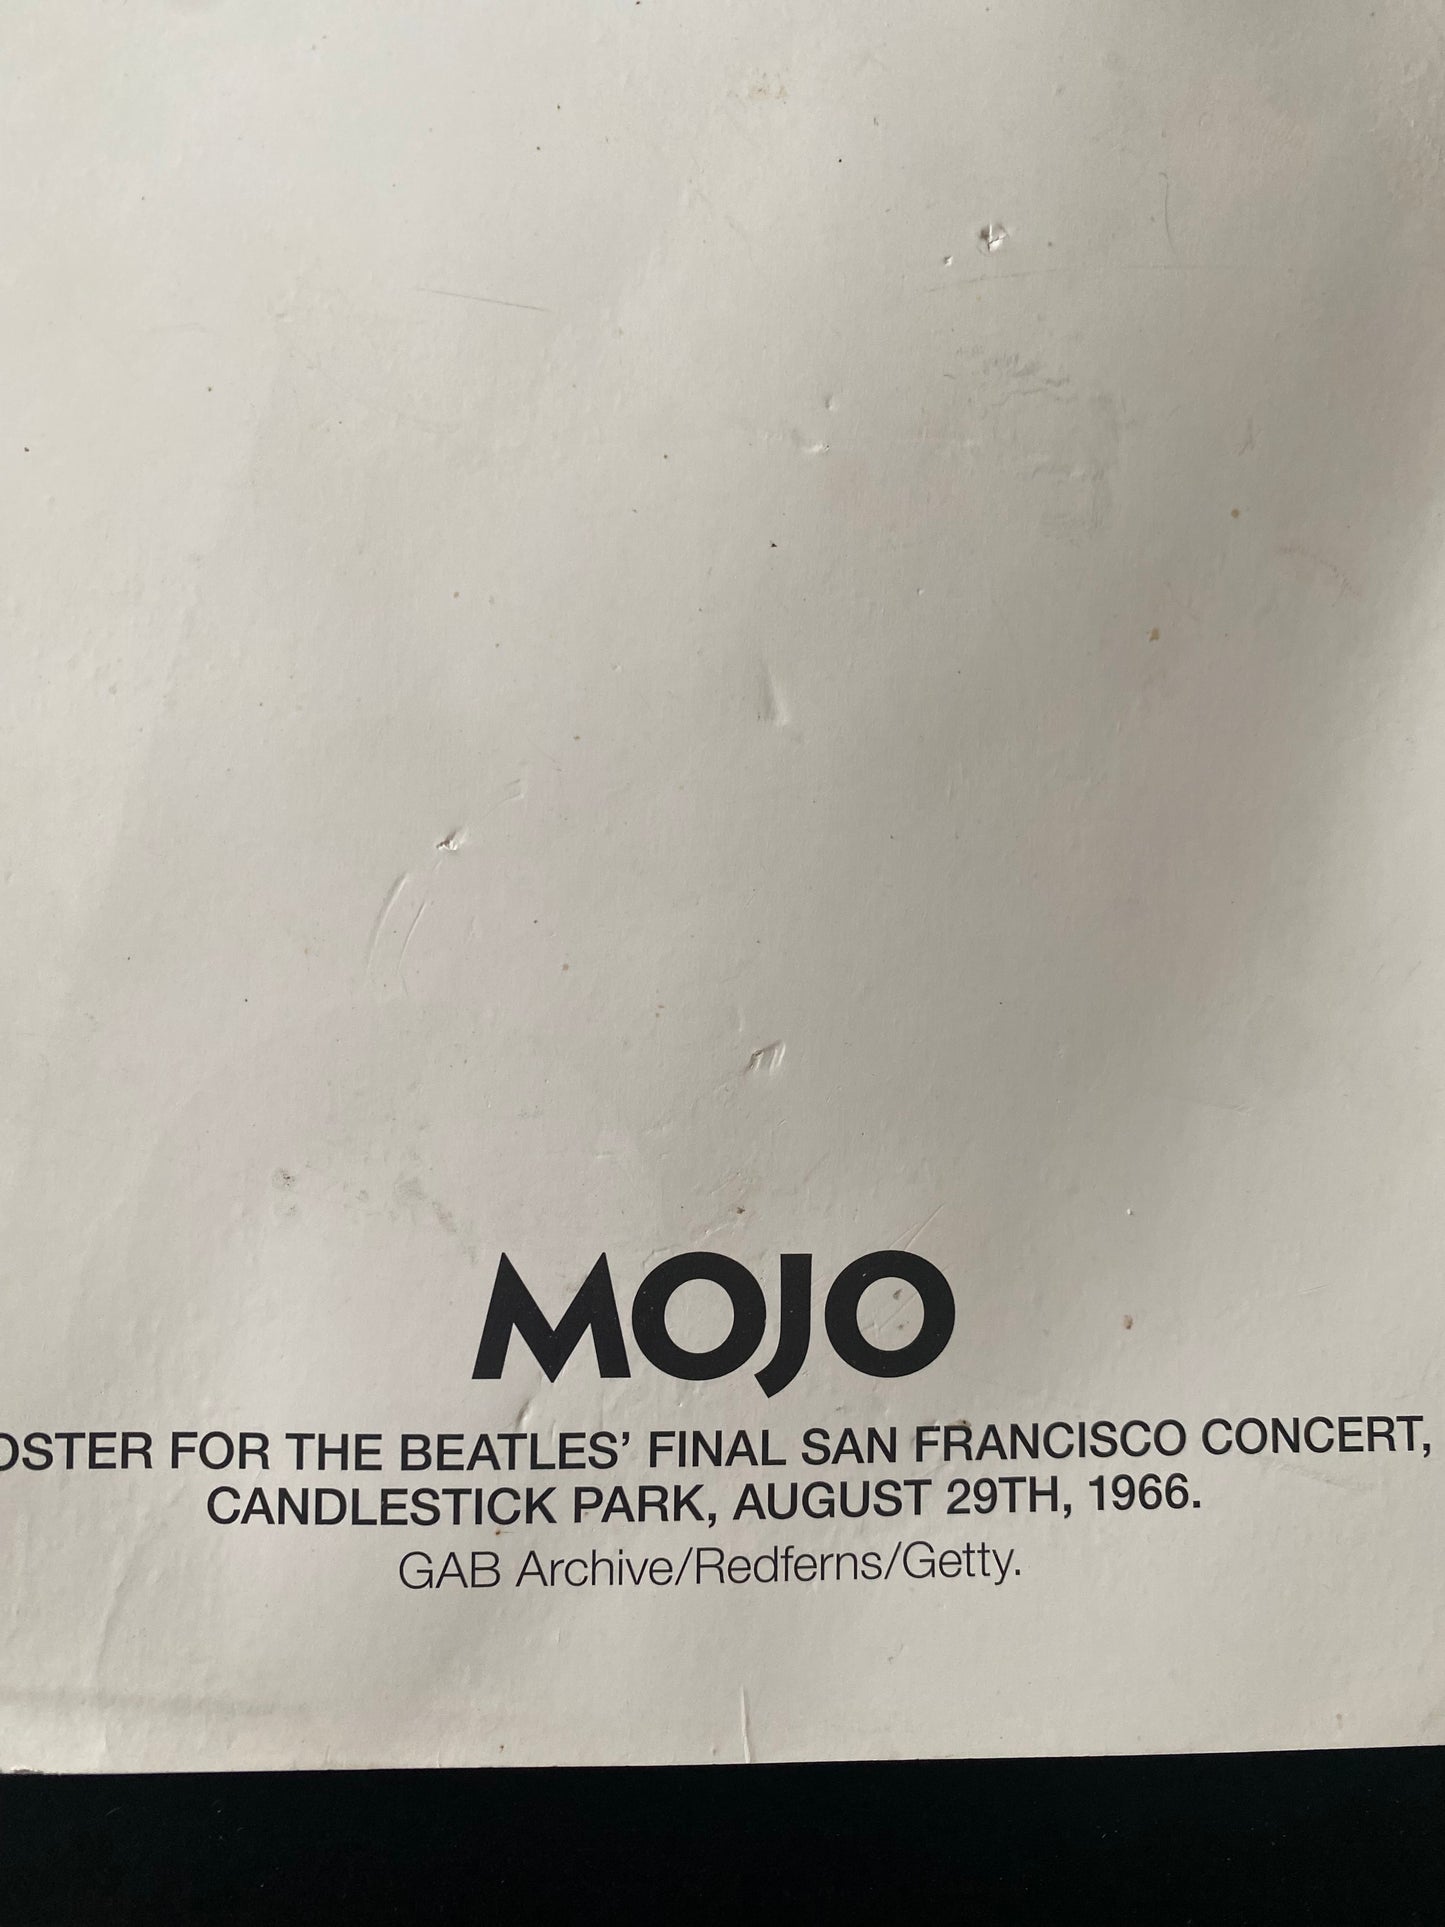 MOJO
OSTER FOR THE BEATLES’ FINAL SAN FRANCISCO CONCERT,
CANDLESTICK PARK, AUGUST 29TH, 1966.
GAB Archive/Redferns/Getty.